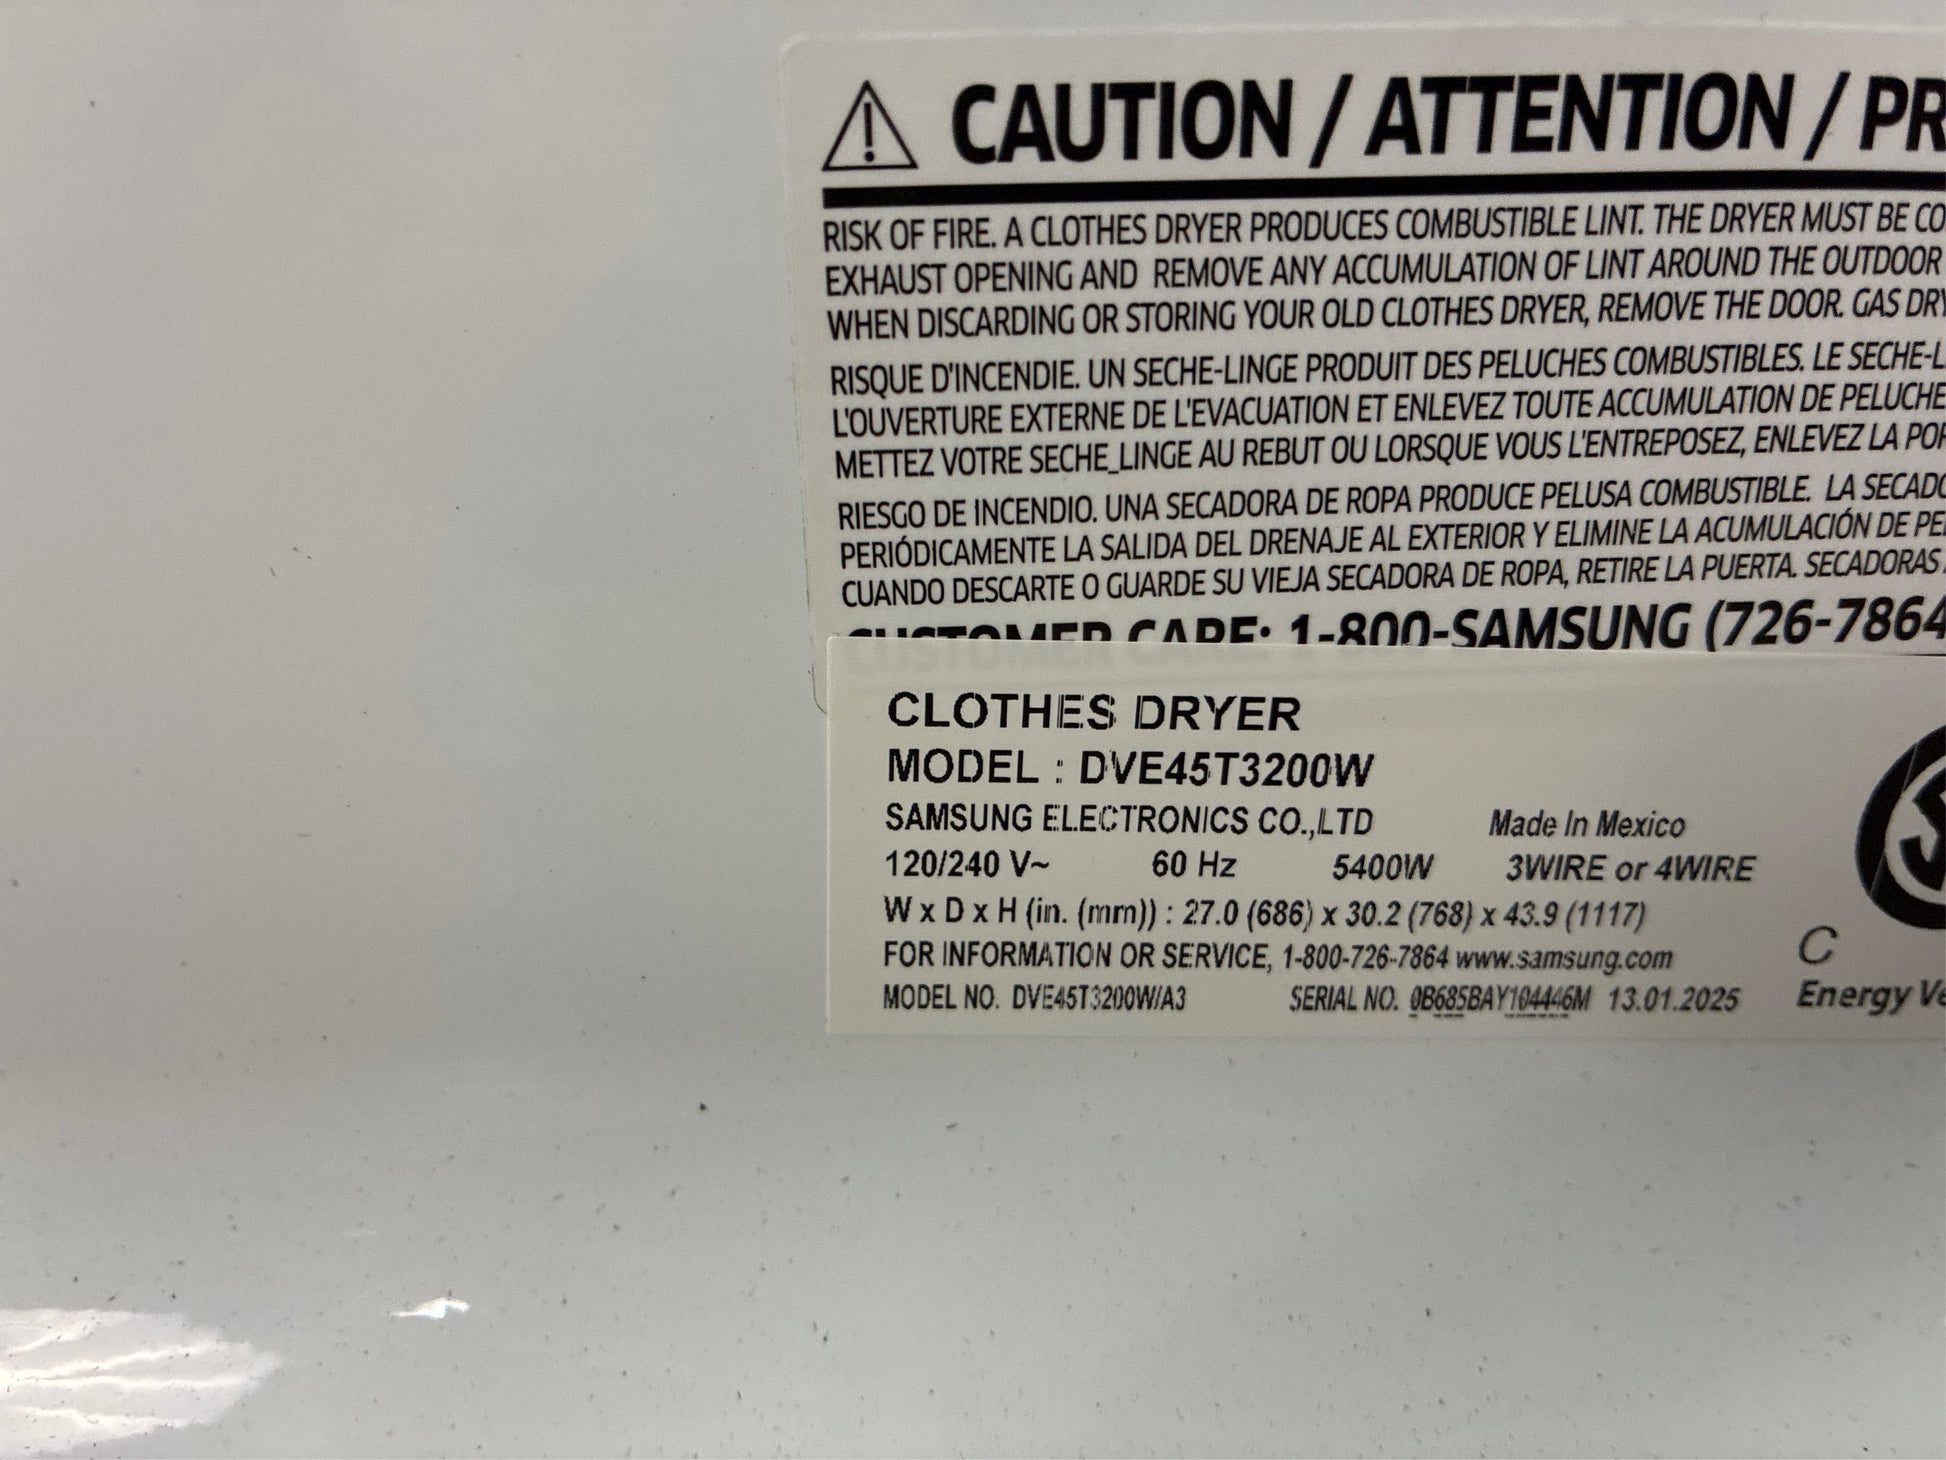 CAUTION / ATTENTION / PR
RISK OF FIRE. A CLOTHES DRYER PRODUCES COMBUSTIBLE LINT. THE DRYER MUST BE CO
EXHAUST OPENING AND REMOVE ANY ACCUMULATION OF LINT AROUND THE OUTDOOR
WHEN DISCARDING OR STORING YOUR OLD CLOTHES DRYER, REMOVE THE DOOR. GAS DRY
RISQUE D'INCENDIE. UN SECHE-LINGE PRODUIT DES PELUCHES COMBUSTIBLES. LE SECHE-L
L'OUVERTURE EXTERNE DE L'EVACUATION ET ENLEVEZ TOUTE ACCUMULATION DE PELUCHE
METTEZ VOTRE SECHE_LINGE AU REBUT OU LORSQUE VOUS L'ENTREPOSEZ, ENLEVEZ LA POR
RIESGO DE INCENDIO. UNA SECADORA DE ROPA PRODUCE PELUSA COMBUSTIBLE. LA SECADO
PERIÓDICAMENTE LA SALIDA DEL DRENAJE AL EXTERIOR Y ELIMINE LA ACUMULACIÓN DE PE
CUANDO DESCARTE O GUARDE SU VIEJA SECADORA DE ROPA, RETIRE LA PUERTA. SECADORAS
CUSTOMER CARE: 1-800-SAMSUNG (726-7864
CLOTHES DRYER
MODEL : DVE45T3200W
SAMSUNG ELECTRONICS CO.,LTD Made In Mexico
120/240 V~ 60 Hz 5400W 3WIRE or 4WIRE
W x D x H (in. (mm)) : 27.0 (686) x 30.2 (768) x 43.9 (1117)
FOR INFORMATION OR SERVICE, 1-800-726-7864 www.samsung.com
C
MODEL NO. DVE45T3200W/A3 SERIAL NO. 0B685BAY104446M 13.01.2025
Energy Ve